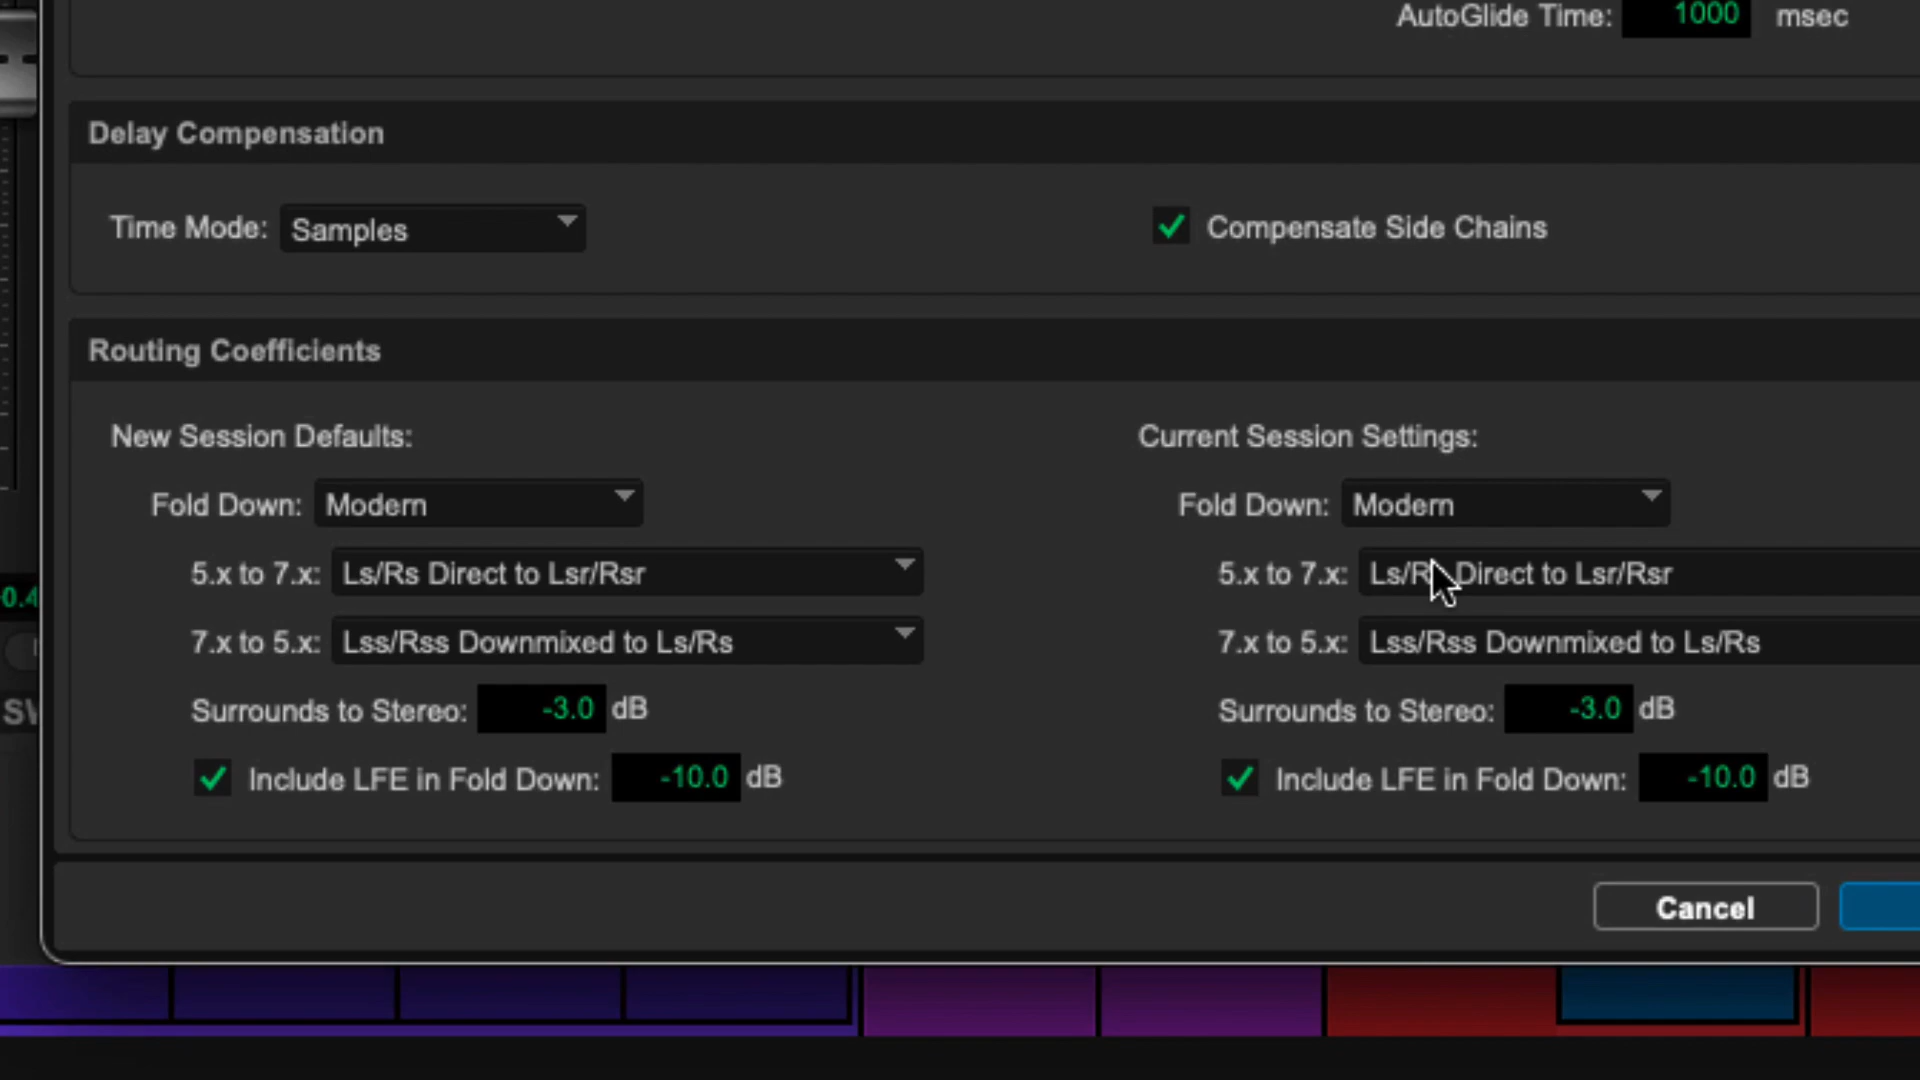 AutoGlide Time: 1000 msec
Delay Compensation
Time Mode: Samples
Compensate Side Chains
Routing Coefficients
New Session Defaults:
Fold Down: Modern
5.x to 7.x: Ls/Rs Direct to Lsr/Rsr
7.x to 5.x: Lss/Rss Downmixed to Ls/Rs
Surrounds to Stereo: -3.0 dB
Include LFE in Fold Down: -10.0 dB
Current Session Settings:
Fold Down: Modern
5.x to 7.x: Ls/Rs Direct to Lsr/Rsr
7.x to 5.x: Lss/Rss Downmixed to Ls/Rs
Surrounds to Stereo: -3.0 dB
Include LFE in Fold Down: -10.0 dB
Cancel
0.4